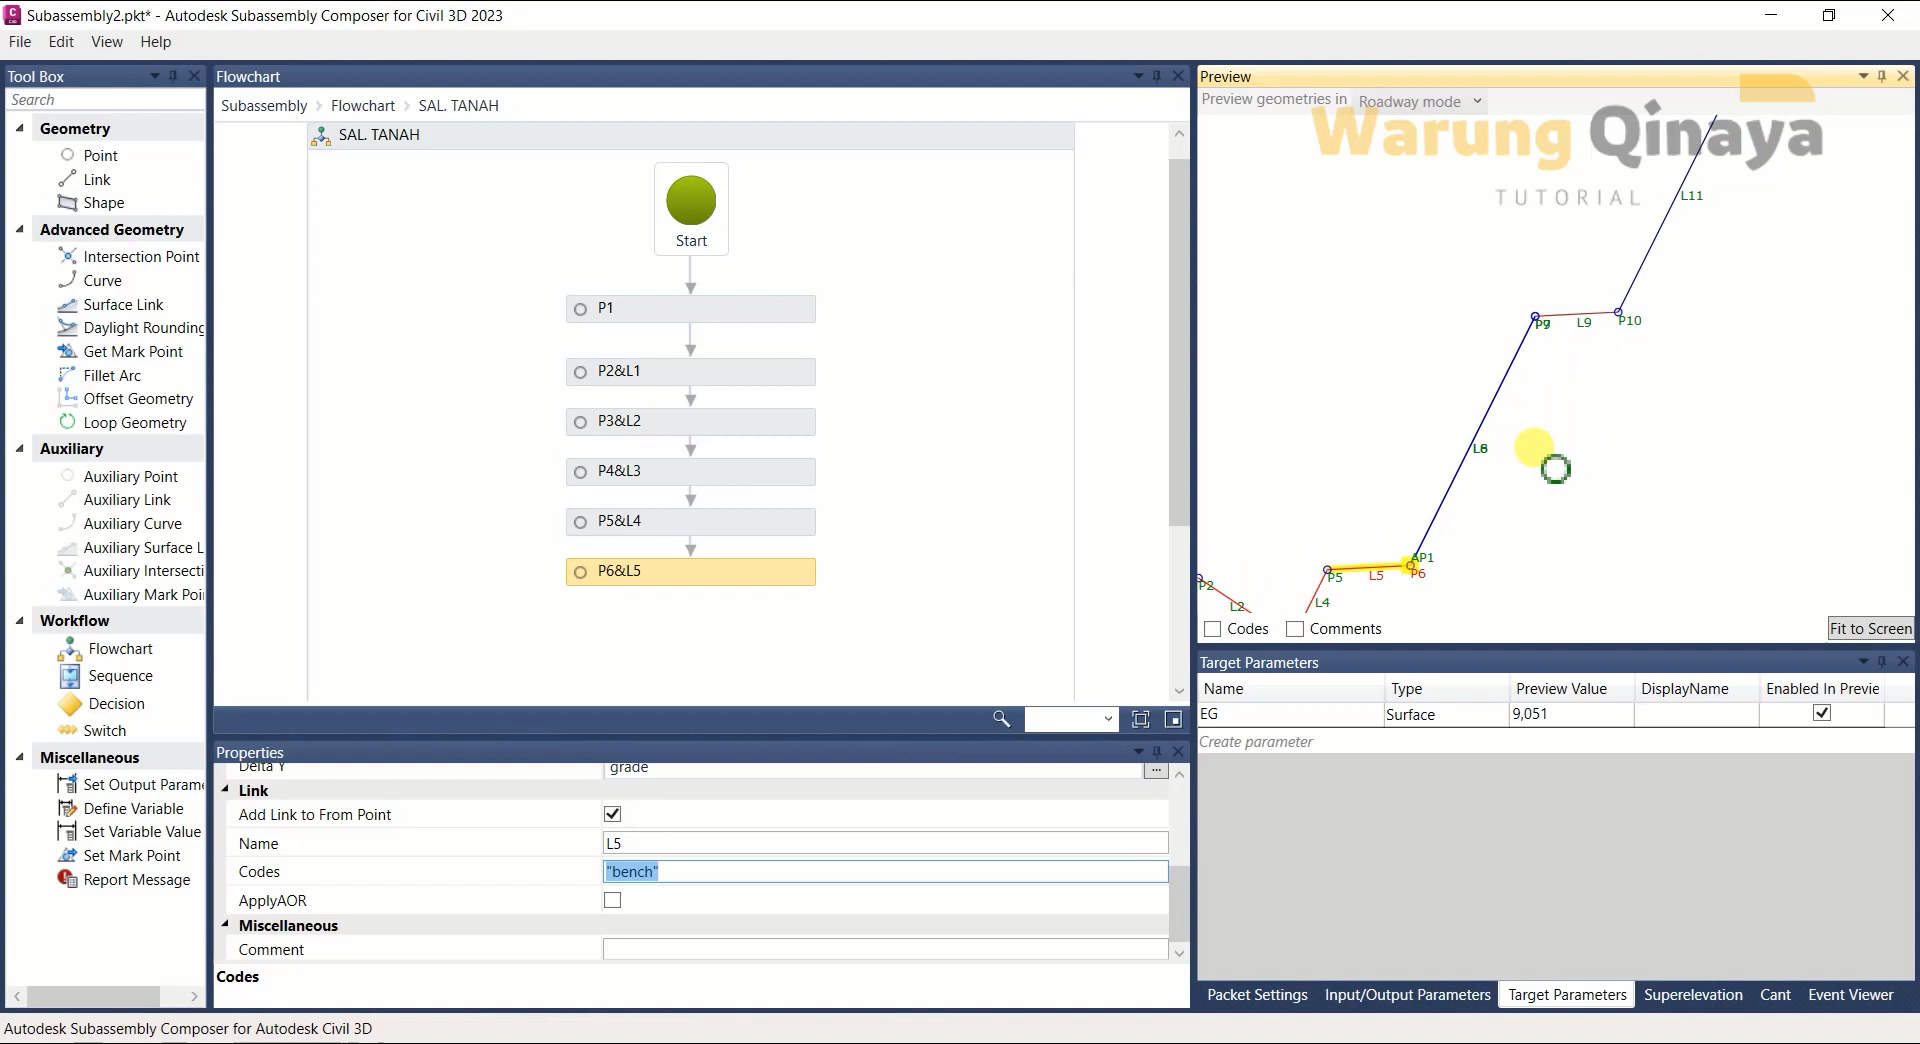 Subassembly2.pkt* - Autodesk Subassembly Composer for Civil 3D 2023
File Edit View Help
Tool Box
Search
Geometry
Point
Link
Shape
Advanced Geometry
Intersection Point
Curve
Surface Link
Daylight Rounding
Get Mark Point
Fillet Arc
Offset Geometry
Loop Geometry
Auxiliary
Auxiliary Point
Auxiliary Link
Auxiliary Curve
Auxiliary Surface L
Auxiliary Intersecti
Auxiliary Mark Poi
Workflow
Flowchart
Sequence
Decision
Switch
Miscellaneous
Set Output Parame
Define Variable
Set Variable Value
Set Mark Point
Report Message
Flowchart
Subassembly > Flowchart > SAL. TANAH
SAL. TANAH
Start
P1
P2&L1
P3&L2
P4&L3
P5&L4
P6&L5
Properties
Delta Y grade ...
Link
Add Link to From Point
Name L5
Codes "bench"
ApplyAOR
Miscellaneous
Comment
Codes
Preview
Preview geometries in Roadway mode
Warung Qinaya
TUTORIAL
L11
L9 P10
AP1
P5 L5 P6
P2
L2 L4
Codes Comments Fit to Screen
Target Parameters
Name Type Preview Value DisplayName Enabled In Previe
EG Surface 9,051
Create parameter
Packet Settings Input/Output Parameters Target Parameters Superelevation Cant Event Viewer
Autodesk Subassembly Composer for Autodesk Civil 3D